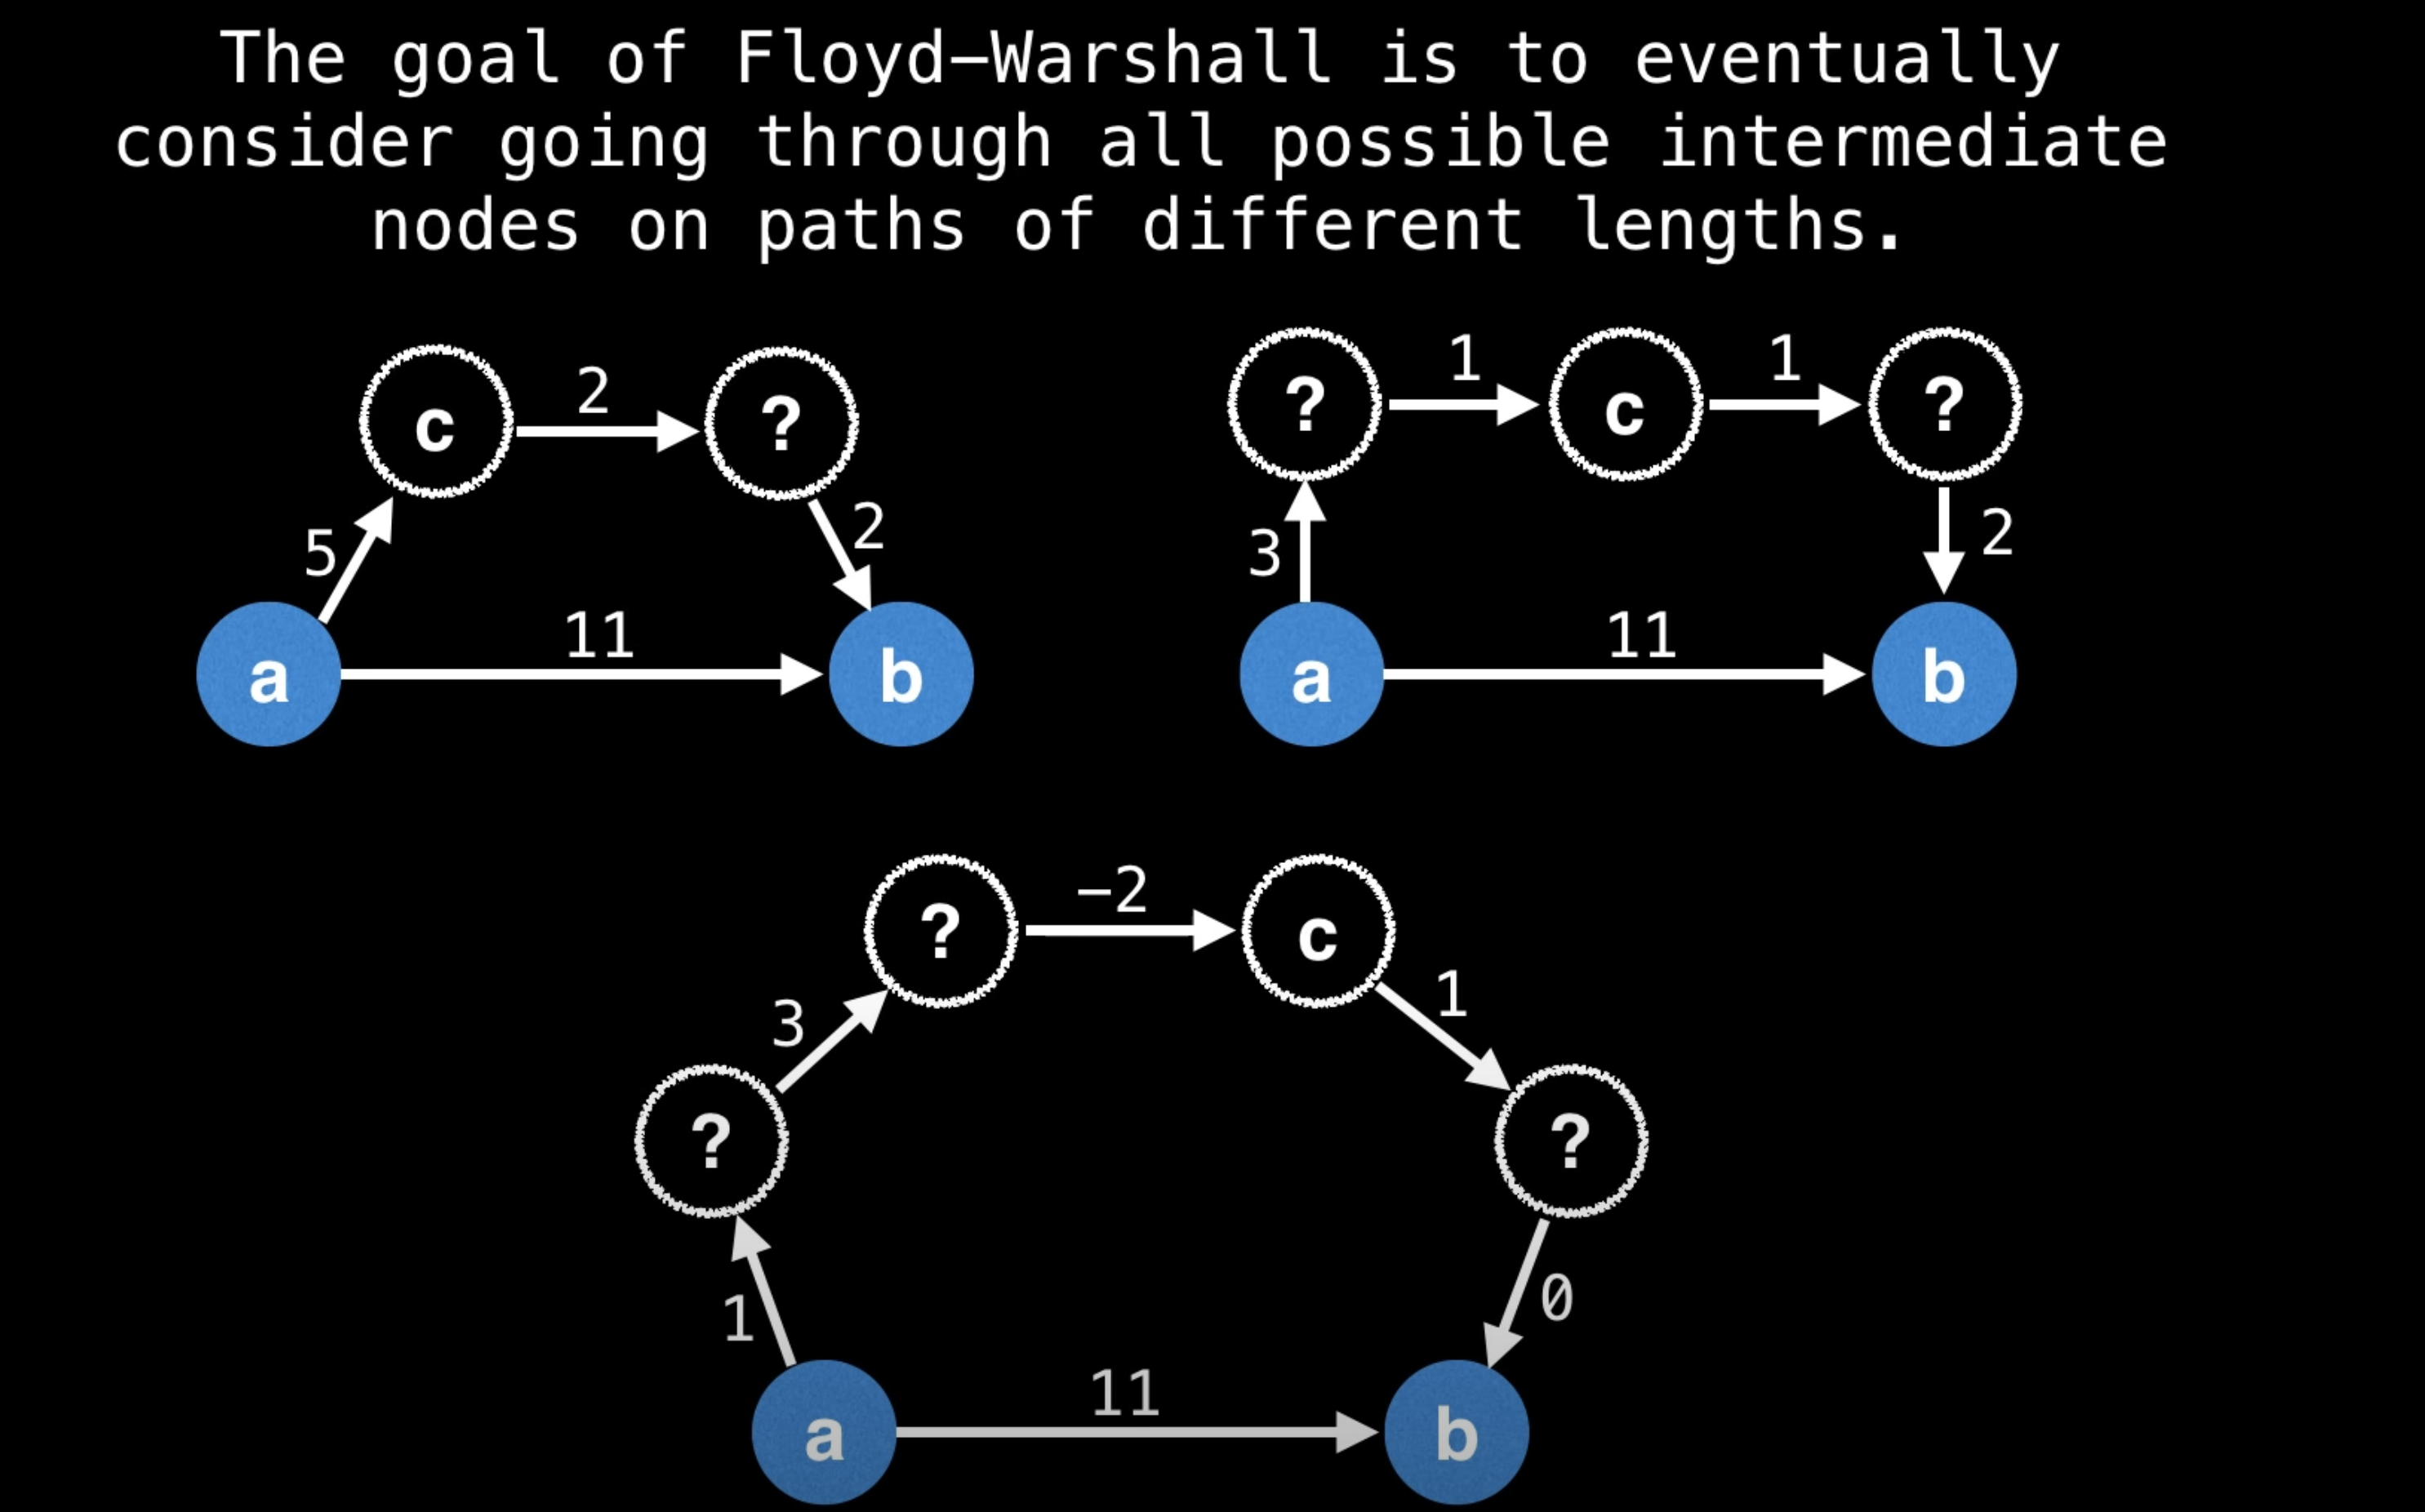 The goal of Floyd–Warshall is to eventually
consider going through all possible intermediate
nodes on paths of different lengths.
c
2
?
5
2
a
11
b
?
1
c
1
?
3
2
a
11
b
?
-2
c
3
1
?
?
1
0
a
11
b